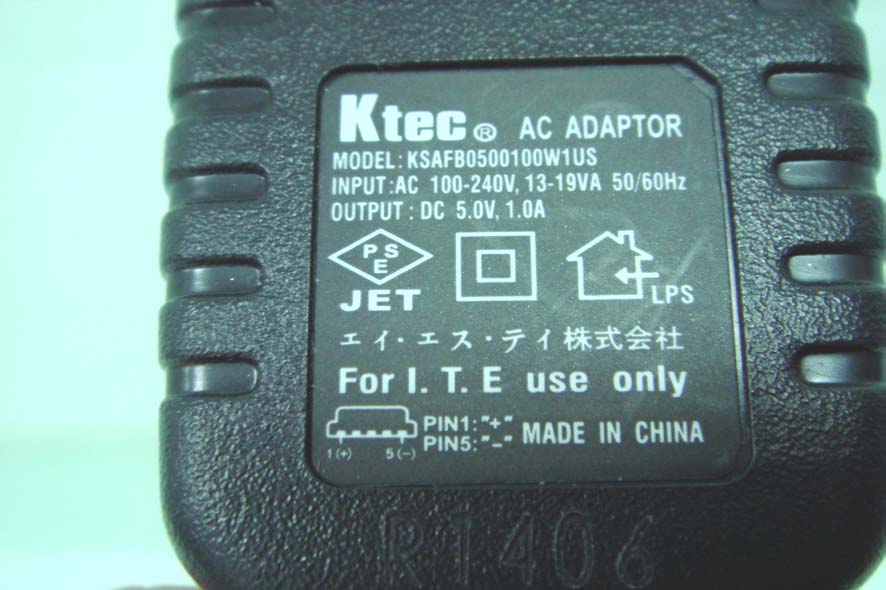 Ktec® AC ADAPTOR
MODEL: KSAFB0500100W1US
INPUT:AC 100-240V, 13-19VA 50/60Hz
OUTPUT : DC 5.0V, 1.0A
PSE
JET
LPS
エイ・エス・ティ株式会社
For I. T. E use only
PIN1: "+"
PIN5: "-"
1(+) 5(-)
MADE IN CHINA
R1406